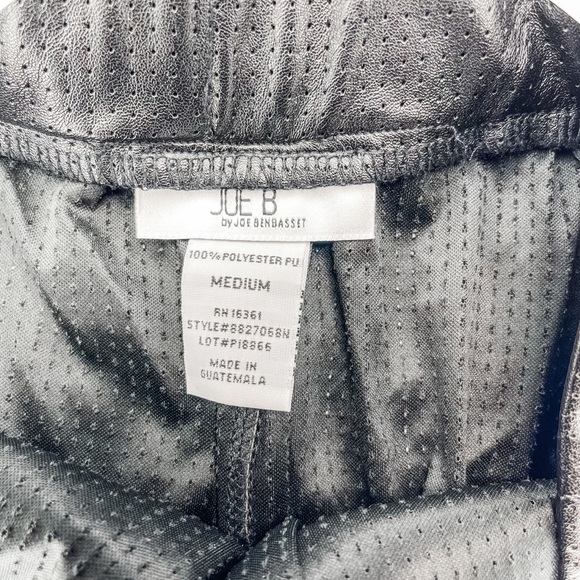 JOE B
by JOE BENBASSET
100% POLYESTER PU
MEDIUM
RN 16361
STYLE#8827068N
LOT#P18866
MADE IN
GUATEMALA